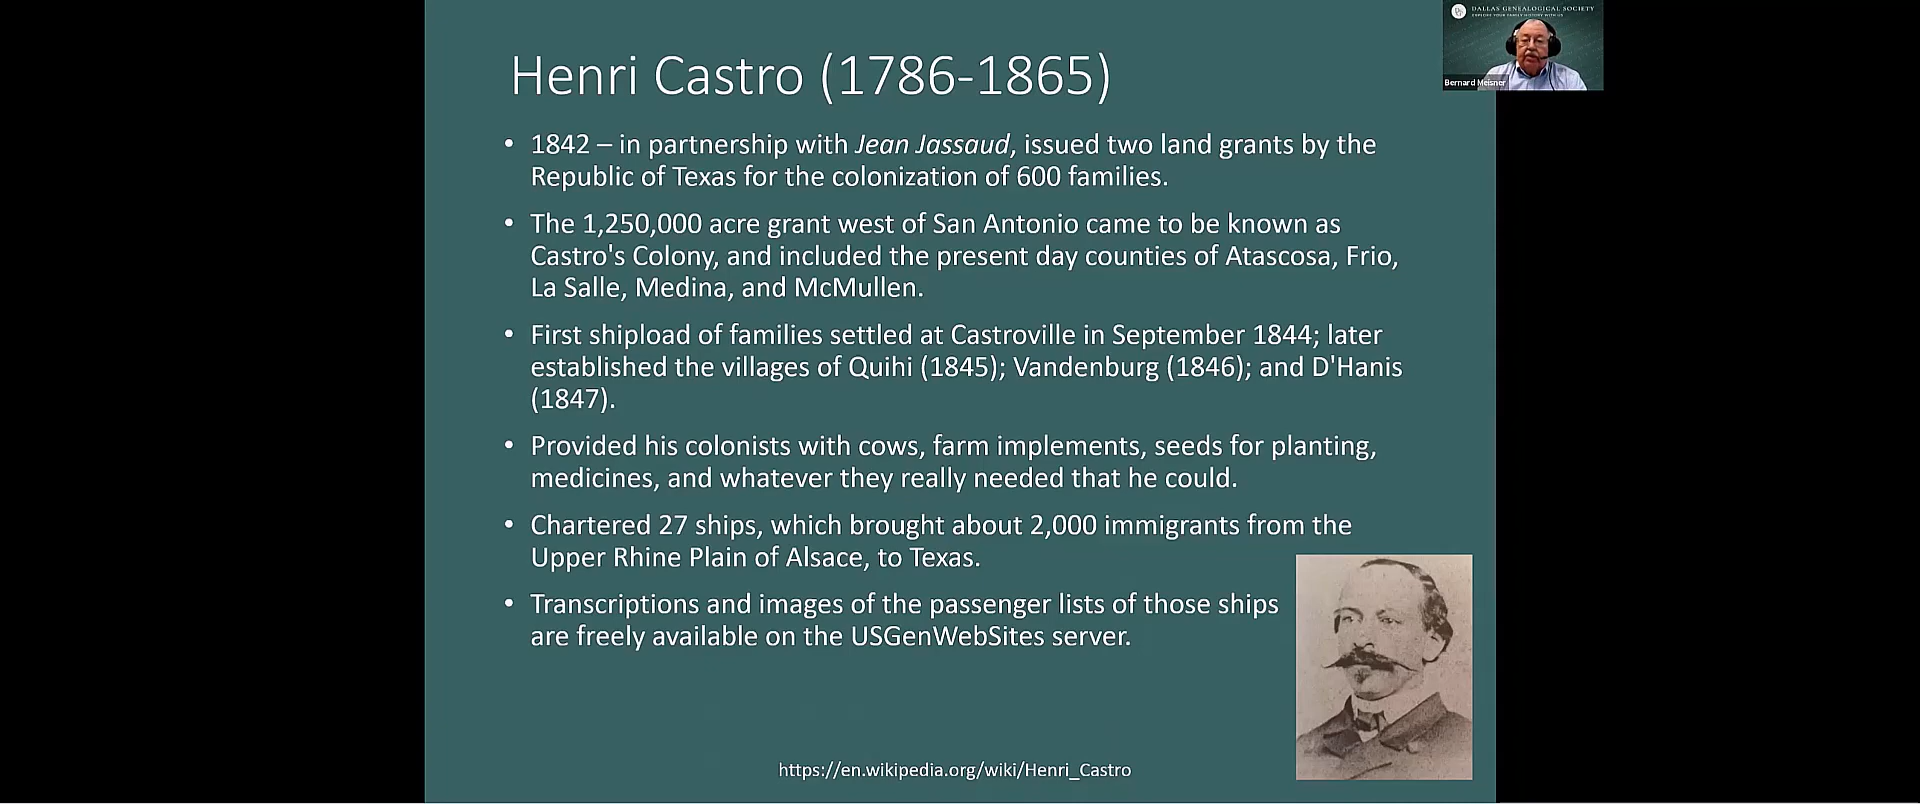 Henri Castro (1786-1865)
• 1842 – in partnership with Jean Jassaud, issued two land grants by the
Republic of Texas for the colonization of 600 families.
• The 1,250,000 acre grant west of San Antonio came to be known as
Castro's Colony, and included the present day counties of Atascosa, Frio,
La Salle, Medina, and McMullen.
• First shipload of families settled at Castroville in September 1844; later
established the villages of Quihi (1845); Vandenburg (1846); and D'Hanis
(1847).
• Provided his colonists with cows, farm implements, seeds for planting,
medicines, and whatever they really needed that he could.
• Chartered 27 ships, which brought about 2,000 immigrants from the
Upper Rhine Plain of Alsace, to Texas.
• Transcriptions and images of the passenger lists of those ships
are freely available on the USGenWebSites server.
https://en.wikipedia.org/wiki/Henri_Castro
DALLAS GENEALOGICAL SOCIETY
EXPLORE YOUR FAMILY HISTORY WITH US
Bernard Meisner